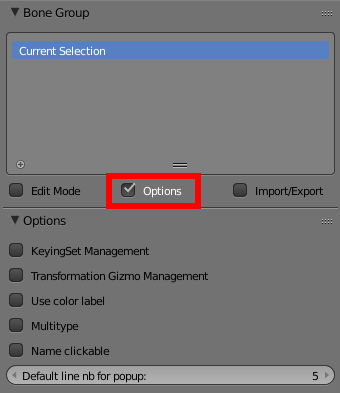 Bone Group
Current Selection
Edit Mode Options Import/Export
Options
KeyingSet Management
Transformation Gizmo Management
Use color label
Multitype
Name clickable
Default line nb for popup: 5